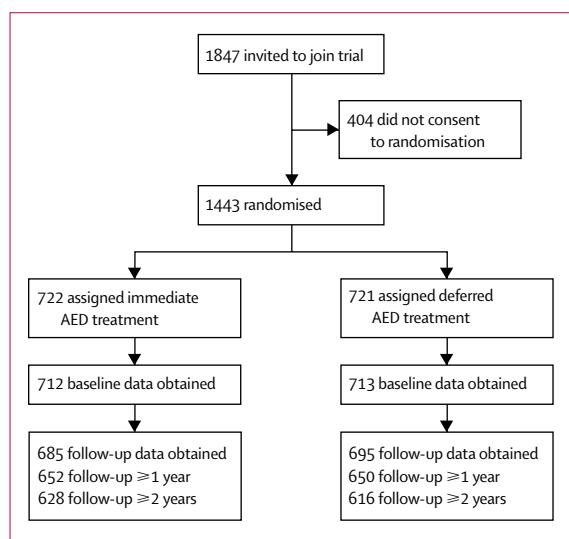 1847 invited to join trial
404 did not consent
to randomisation
1443 randomised
722 assigned immediate
AED treatment
721 assigned deferred
AED treatment
712 baseline data obtained
713 baseline data obtained
685 follow-up data obtained
652 follow-up ⩾1 year
628 follow-up ⩾2 years
695 follow-up data obtained
650 follow-up ⩾1 year
616 follow-up ⩾2 years